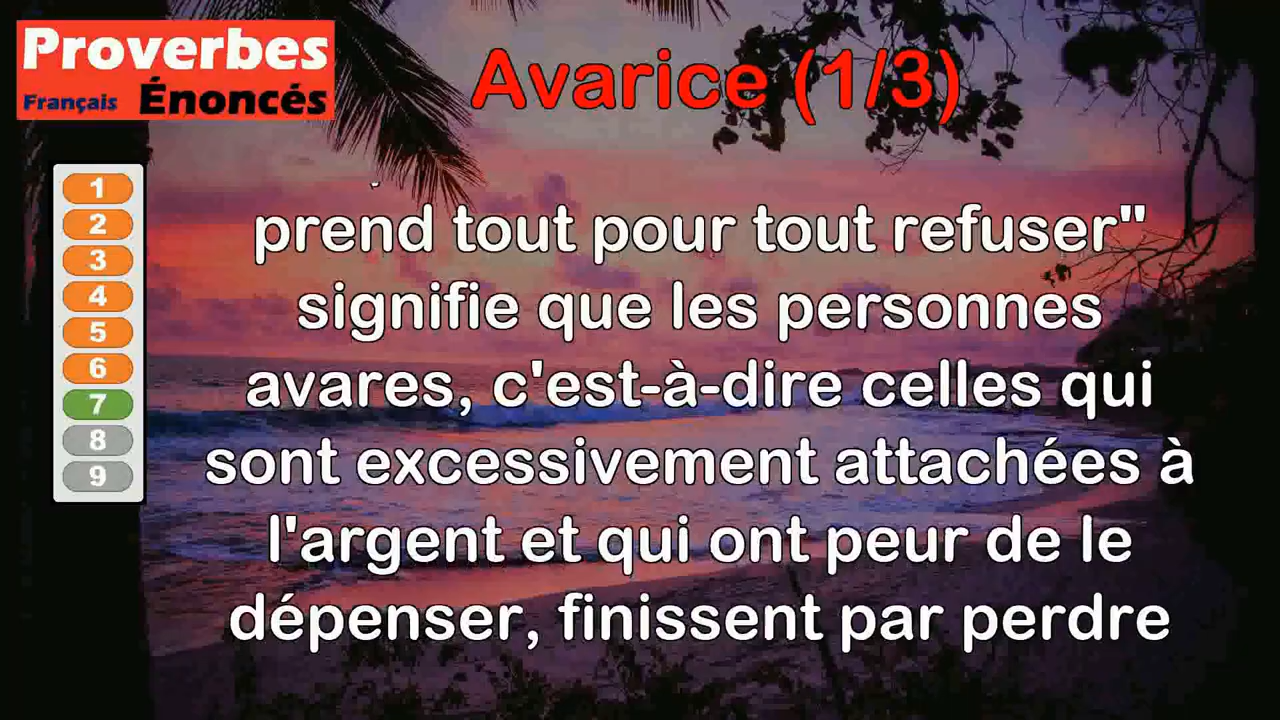 Proverbes
Français Énoncés
Avarice (1/3)
1
2
3
4
5
6
7
8
9
prend tout pour tout refuser"
signifie que les personnes
avares, c'est-à-dire celles qui
sont excessivement attachées à
l'argent et qui ont peur de le
dépenser, finissent par perdre